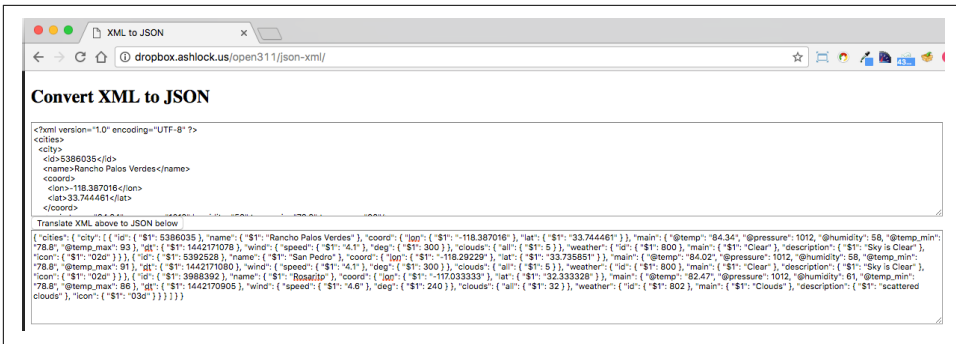 XML to JSON
dropbox.ashlock.us/open311/json-xml/
43...
Convert XML to JSON
<?xml version="1.0" encoding="UTF-8" ?>
<cities>
<city>
<id>5386035</id>
<name>Rancho Palos Verdes</name>
<coord>
<lon>-118.387016</lon>
<lat>33.744461</lat>
</coord>
Translate XML above to JSON below
{ "cities": { "city": [ { "id": { "$1": 5386035 }, "name": { "$1": "Rancho Palos Verdes" }, "coord": { "lon": { "$1": "-118.387016" }, "lat": { "$1": "33.744461" } }, "main": { "@temp": "84.34", "@pressure": 1012, "@humidity": 58, "@temp_min":
"78.8", "@temp_max": 93 }, "dt": { "$1": 1442171078 }, "wind": { "speed": { "$1": "4.1" }, "deg": { "$1": 300 } }, "clouds": { "all": { "$1": 5 } }, "weather": { "id": { "$1": 800 }, "main": { "$1": "Clear" }, "description": { "$1": "Sky is Clear" },
"icon": { "$1": "02d" } } }, { "id": { "$1": 5392528 }, "name": { "$1": "San Pedro" }, "coord": { "lon": { "$1": "-118.29229" }, "lat": { "$1": "33.735851" } }, "main": { "@temp": "84.02", "@pressure": 1012, "@humidity": 58, "@temp_min":
"78.8", "@temp_max": 91 }, "dt": { "$1": 1442171080 }, "wind": { "speed": { "$1": "4.1" }, "deg": { "$1": 300 } }, "clouds": { "all": { "$1": 5 } }, "weather": { "id": { "$1": 800 }, "main": { "$1": "Clear" }, "description": { "$1": "Sky is Clear" },
"icon": { "$1": "02d" } } }, { "id": { "$1": 3988392 }, "name": { "$1": "Rosarito" }, "coord": { "lon": { "$1": "-117.033333" }, "lat": { "$1": "32.333328" } }, "main": { "@temp": "82.47", "@pressure": 1012, "@humidity": 61, "@temp_min":
"78.8", "@temp_max": 86 }, "dt": { "$1": 1442170905 }, "wind": { "speed": { "$1": "4.6" }, "deg": { "$1": 240 } }, "clouds": { "all": { "$1": 32 } }, "weather": { "id": { "$1": 802 }, "main": { "$1": "Clouds" }, "description": { "$1": "scattered
clouds" }, "icon": { "$1": "03d" } } } ] } }